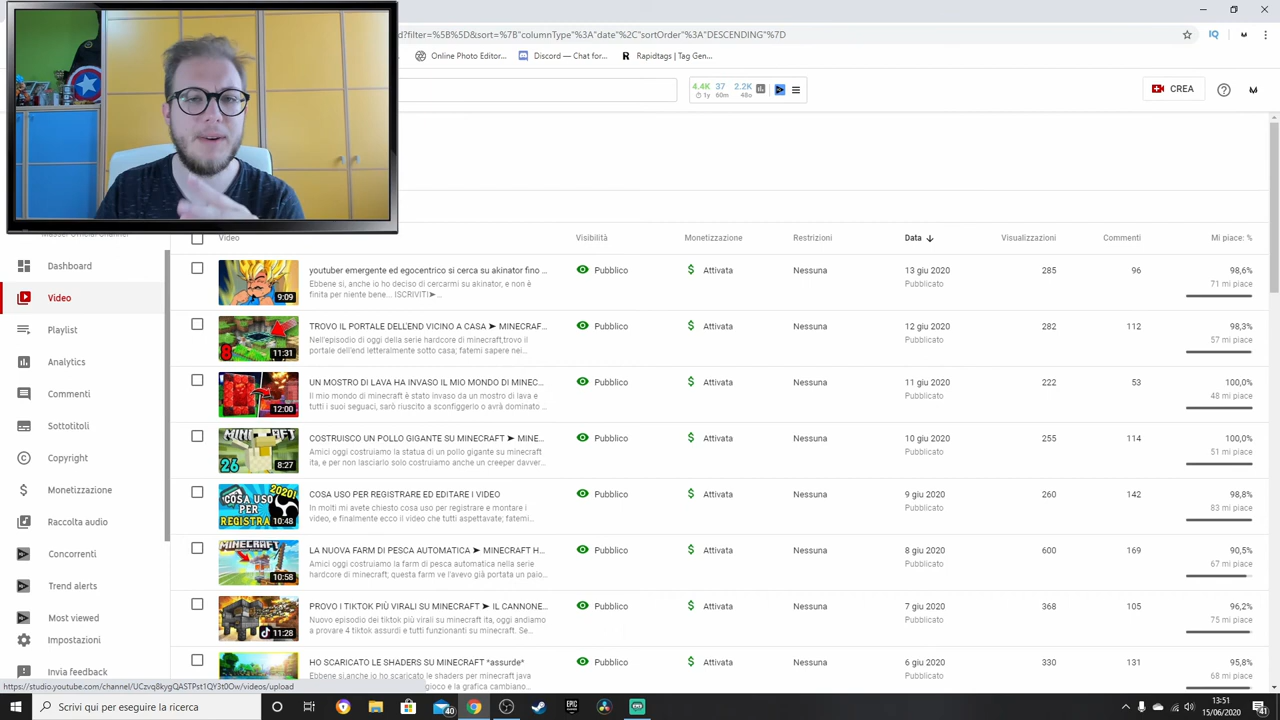 d?filter=%5B%5D&sort=%7B"columnType"%3A"date"%2C"sortOrder"%3A"DESCENDING"%7D
Online Photo Editor...
Discord — Chat for...
Rapidtags | Tag Gen...
4.4K 37 2.2K
1y 60m 48o
CREA
Video
Visibilità
Monetizzazione
Restrizioni
Data
Visualizzazioni
Commenti
Mi piace: %
Dashboard
Video
Playlist
Analytics
Commenti
Sottotitoli
Copyright
Monetizzazione
Raccolta audio
Concorrenti
Trend alerts
Most viewed
Impostazioni
Invia feedback
9:09
youtuber emergente ed egocentrico si cerca su akinator fino ...
Ebbene si, anche io ho deciso di cercarmi su akinator, e non è
finita per niente bene... ISCRIVITI➤ ..
Pubblico
Attivata
Nessuna
13 giu 2020
Pubblicato
285
96
98,6%
71 mi piace
8
11:31
TROVO IL PORTALE DELL'END VICINO A CASA ➤ MINECRAF...
Nell'episodio di oggi della serie hardcore di minecraft,trovo il
portale dell'end letteralmente sotto casa; fatemi sapere nei...
Pubblico
Attivata
Nessuna
12 giu 2020
Pubblicato
282
112
98,3%
57 mi piace
12:00
UN MOSTRO DI LAVA HA INVASO IL MIO MONDO DI MINEC...
Il mio mondo di minecraft è stato invaso da un mostro di lava e
tutti i suoi seguaci, sarò riuscito a sconfiggerlo o avrà dominato ...
Pubblico
Attivata
Nessuna
11 giu 2020
Pubblicato
222
100,0%
48 mi piace
MINECRAFT
26
8:27
COSTRUISCO UN POLLO GIGANTE SU MINECRAFT ➤ MINE...
Amici oggi costruiamo la statua di un pollo gigante su minecraft
ita, e per non lasciarlo solo costruiamo anche un creeper davver...
Pubblico
Attivata
Nessuna
10 giu 2020
Pubblicato
255
114
100,0%
51 mi piace
2020!
COSA USO
PER
REGISTRA
10:48
COSA USO PER REGISTRARE ED EDITARE I VIDEO
In molti mi avete chiesto cosa uso per registrare e montare i
video, e finalmente ecco il video che tutti aspettavate; fatemi...
Pubblico
Attivata
Nessuna
9 giu 2020
Pubblicato
260
142
98,8%
83 mi piace
MINECRAFT
10:58
LA NUOVA FARM DI PESCA AUTOMATICA ➤ MINECRAFT H...
Amici oggi costruiamo la farm di pesca automatica nella serie
hardcore di minecraft; questa farm ve l'avevo già portata un paio...
Pubblico
Attivata
Nessuna
8 giu 2020
Pubblicato
90,5%
67 mi piace
11:28
PROVO I TIKTOK PIÙ VIRALI SU MINECRAFT ➤ IL CANNONE...
Nuovo episodio dei tiktok più virali su minecraft ita, oggi andiamo
a provare 4 tiktok assurdi e tutti funzionanti su minecraft. Se...
Pubblico
Attivata
Nessuna
7 giu 2020
Pubblicato
96,2%
75 mi piace
HO SCARICATO LE SHADERS SU MINECRAFT *assurde*
Pubblico
Attivata
Nessuna
6 giu 2020
Pubblicato
330
95,8%
68 mi piace
https://studio.youtube.com/channel/UCzvq8kygQASTPst1QY3t0Ow/videos/upload
Scrivi qui per eseguire la ricerca
40
EPIC
13:51
15/06/2020
41